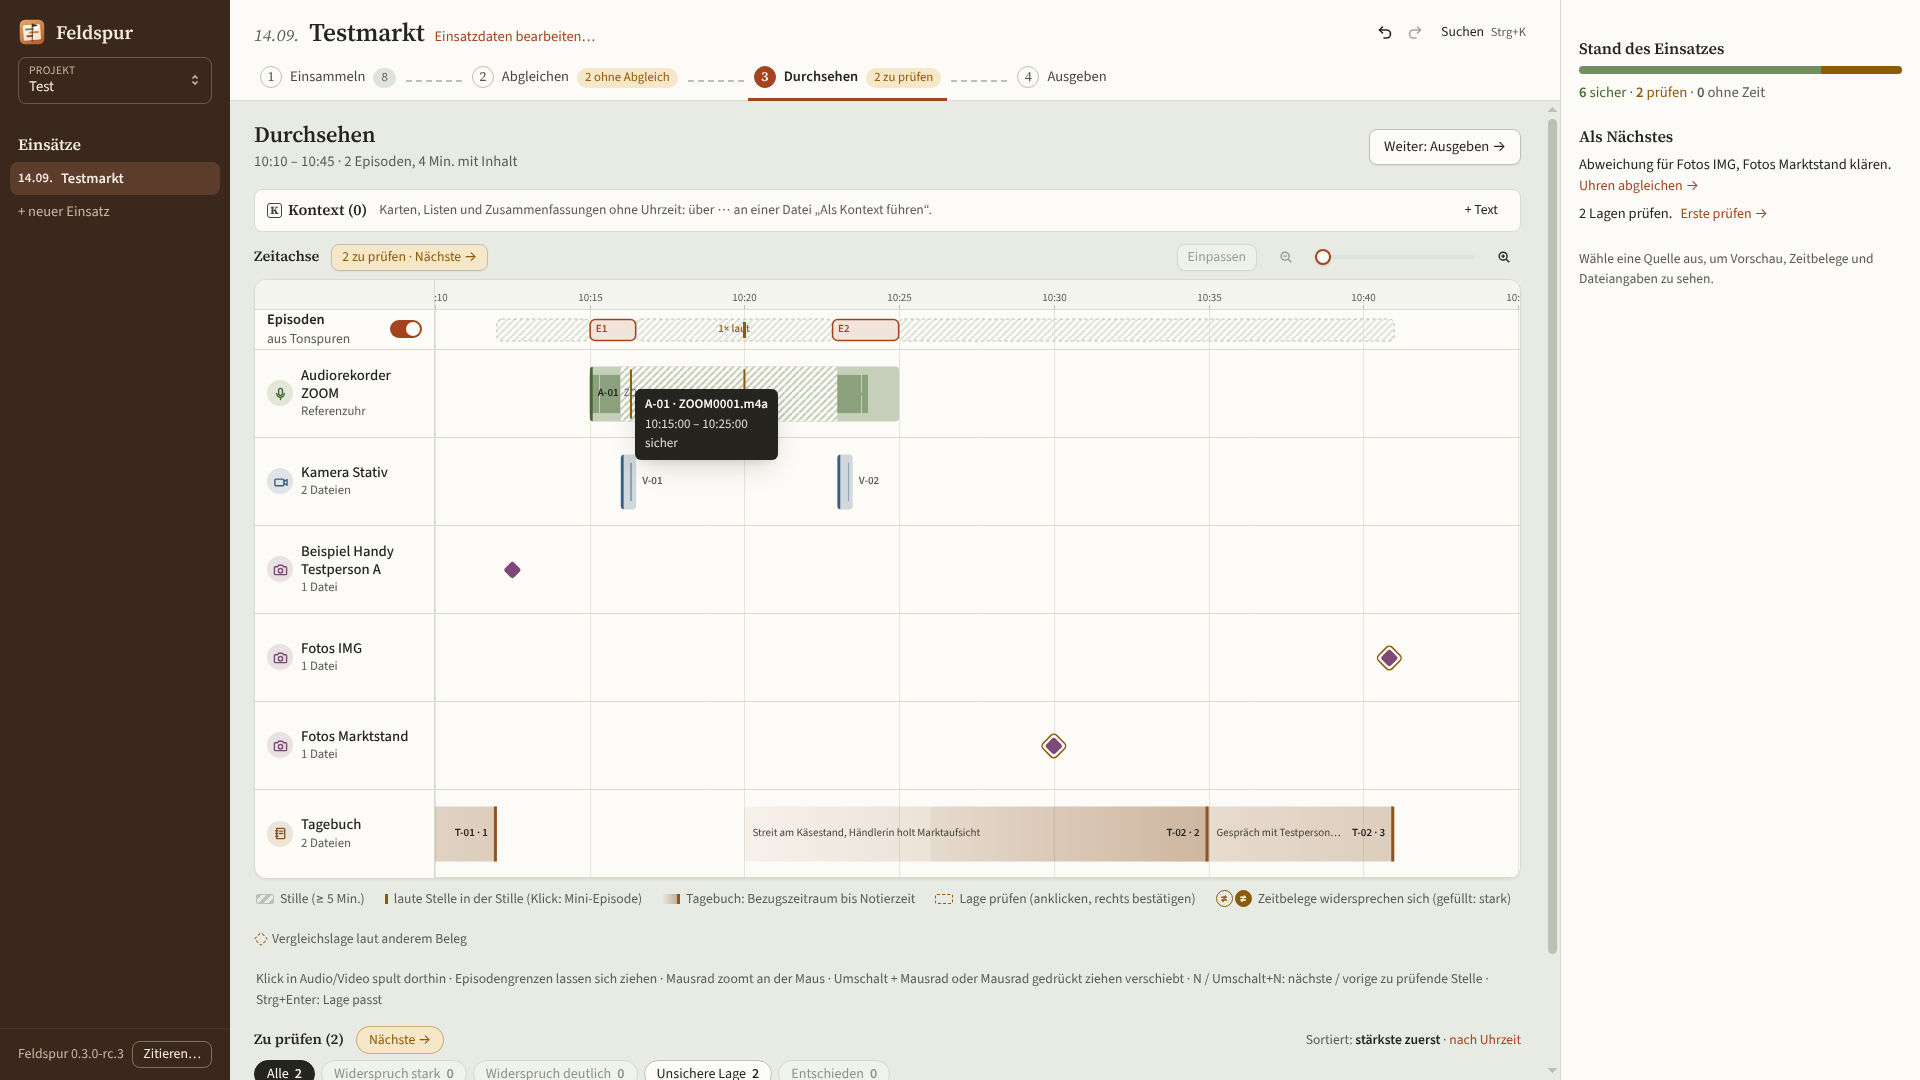 Feldspur
PROJEKT
Test
Einsätze
14.09. Testmarkt
+ neuer Einsatz
Feldspur 0.3.0-rc.3 Zitieren…
14.09. Testmarkt Einsatzdaten bearbeiten…
Suchen Strg+K
1 Einsammeln 8 2 Abgleichen 2 ohne Abgleich 3 Durchsehen 2 zu prüfen 4 Ausgeben
Durchsehen
10:10 – 10:45 · 2 Episoden, 4 Min. mit Inhalt
Weiter: Ausgeben →
K Kontext (0) Karten, Listen und Zusammenfassungen ohne Uhrzeit: über ··· an einer Datei „Als Kontext führen“. + Text
Zeitachse 2 zu prüfen · Nächste → Einpassen
:10 10:15 10:20 10:25 10:30 10:35 10:40 10:
Episoden
aus Tonspuren
E1 1× laut E2
Audiorekorder
ZOOM
Referenzuhr
A-01
A-01 · ZOOM0001.m4a
10:15:00 – 10:25:00
sicher
Kamera Stativ
2 Dateien
V-01 V-02
Beispiel Handy
Testperson A
1 Datei
Fotos IMG
1 Datei
Fotos Marktstand
1 Datei
Tagebuch
2 Dateien
T-01 · 1 Streit am Käsestand, Händlerin holt Marktaufsicht T-02 · 2 Gespräch mit Testperson… T-02 · 3
Stille (≥ 5 Min.) laute Stelle in der Stille (Klick: Mini-Episode) Tagebuch: Bezugszeitraum bis Notierzeit Lage prüfen (anklicken, rechts bestätigen) ≠ ≠ Zeitbelege widersprechen sich (gefüllt: stark)
Vergleichslage laut anderem Beleg
Klick in Audio/Video spult dorthin · Episodengrenzen lassen sich ziehen · Mausrad zoomt an der Maus · Umschalt + Mausrad oder Mausrad gedrückt ziehen verschiebt · N / Umschalt+N: nächste / vorige zu prüfende Stelle ·
Strg+Enter: Lage passt
Zu prüfen (2) Nächste → Sortiert: stärkste zuerst · nach Uhrzeit
Alle 2 Widerspruch stark 0 Widerspruch deutlich 0 Unsichere Lage 2 Entschieden 0
Stand des Einsatzes
6 sicher · 2 prüfen · 0 ohne Zeit
Als Nächstes
Abweichung für Fotos IMG, Fotos Marktstand klären.
Uhren abgleichen →
2 Lagen prüfen. Erste prüfen →
Wähle eine Quelle aus, um Vorschau, Zeitbelege und
Dateiangaben zu sehen.